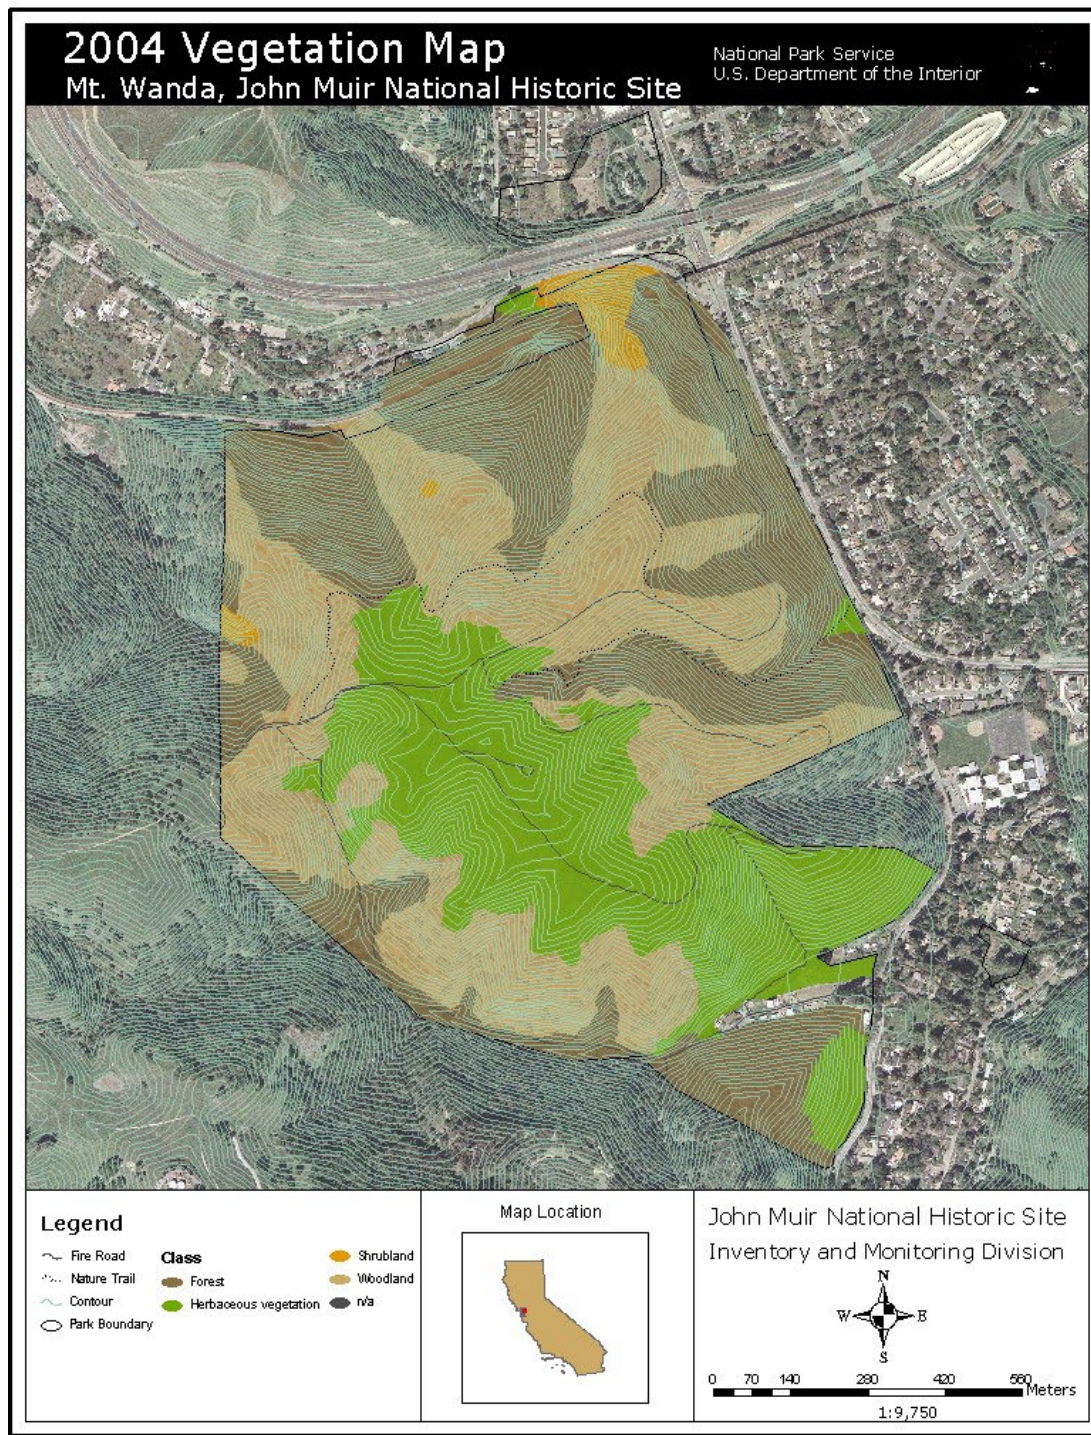 2004 Vegetation Map
Mt. Wanda, John Muir National Historic Site
National Park Service
U.S. Department of the Interior
Legend
Fire Road
Nature Trail
Contour
Park Boundary
Class
Forest
Herbaceous vegetation
Shrubland
Woodland
n/a
Map Location
John Muir National Historic Site
Inventory and Monitoring Division
N
W E
S
0 70 140 280 420 560
Meters
1:9,750